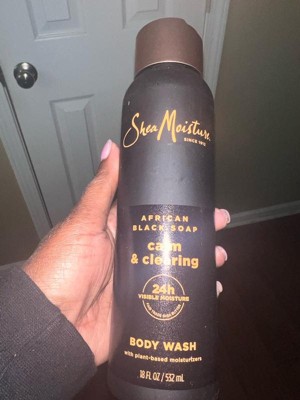 SheaMoisture
SINCE 1912
AFRICAN
BLACK SOAP
calm
& clearing
24h
VISIBLE MOISTURE
BODY WASH
with plant-based moisturizers
18 FL OZ / 532 mL